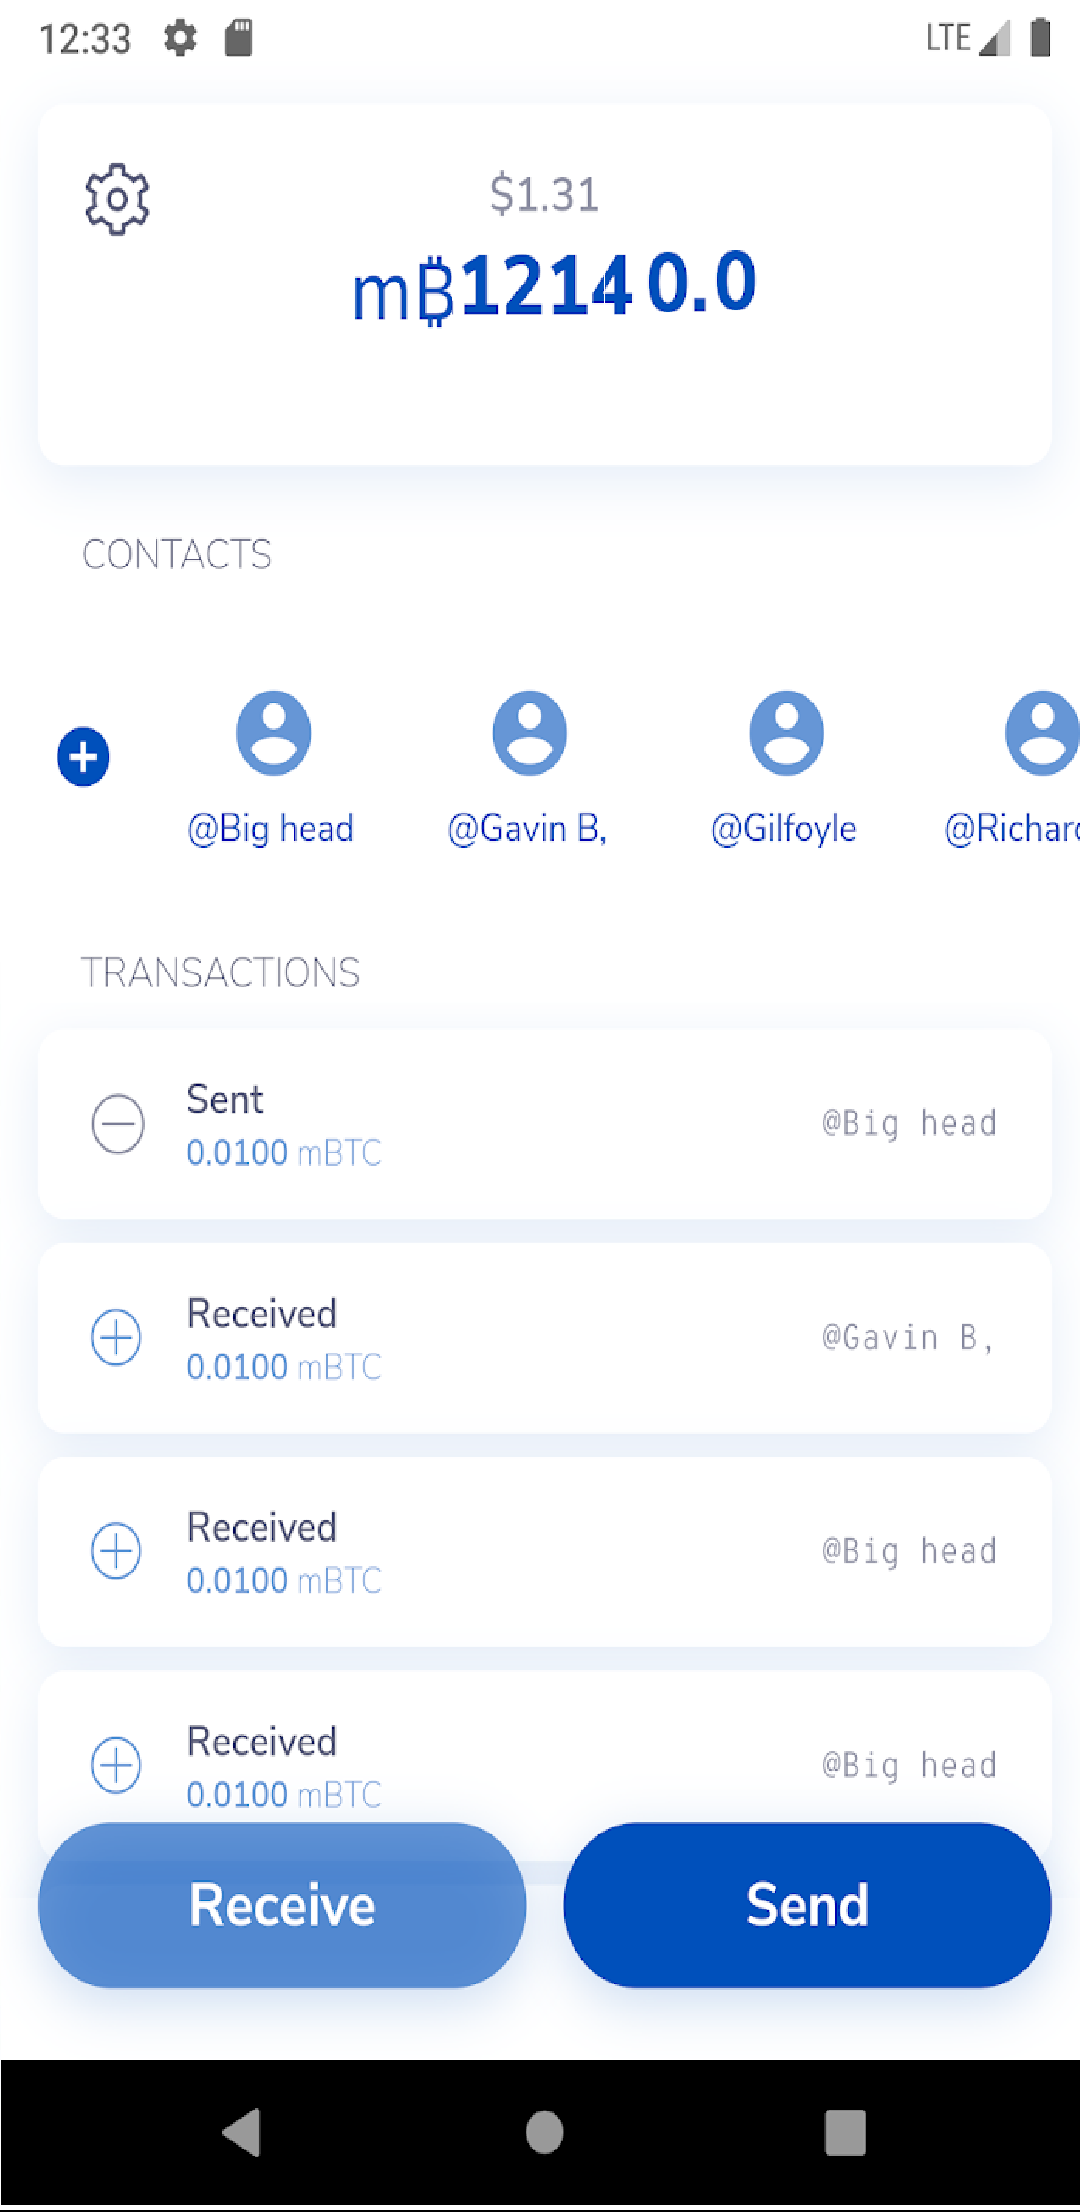 12:33 LTE
$1.31
m₿1214 0.0
CONTACTS
@Big head @Gavin B, @Gilfoyle @Richard
TRANSACTIONS
Sent
0.0100 mBTC
@Big head
Received
0.0100 mBTC
@Gavin B,
Received
0.0100 mBTC
@Big head
Received
0.0100 mBTC
@Big head
Receive Send